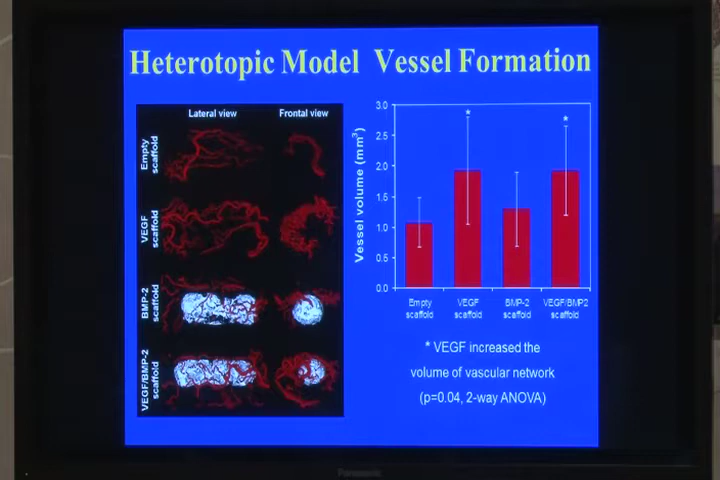 Heterotopic Model Vessel Formation
Lateral view
Frontal view
Empty
scaffold
VEGF
scaffold
BMP-2
scaffold
VEGF/BMP-2
scaffold
Vessel volume (mm³)
3.0
2.5
2.0
1.5
1.0
0.5
0.0
*
*
Empty
scaffold
VEGF
scaffold
BMP-2
scaffold
VEGF/BMP2
scaffold
* VEGF increased the
volume of vascular network
(p=0.04, 2-way ANOVA)
Panasonic